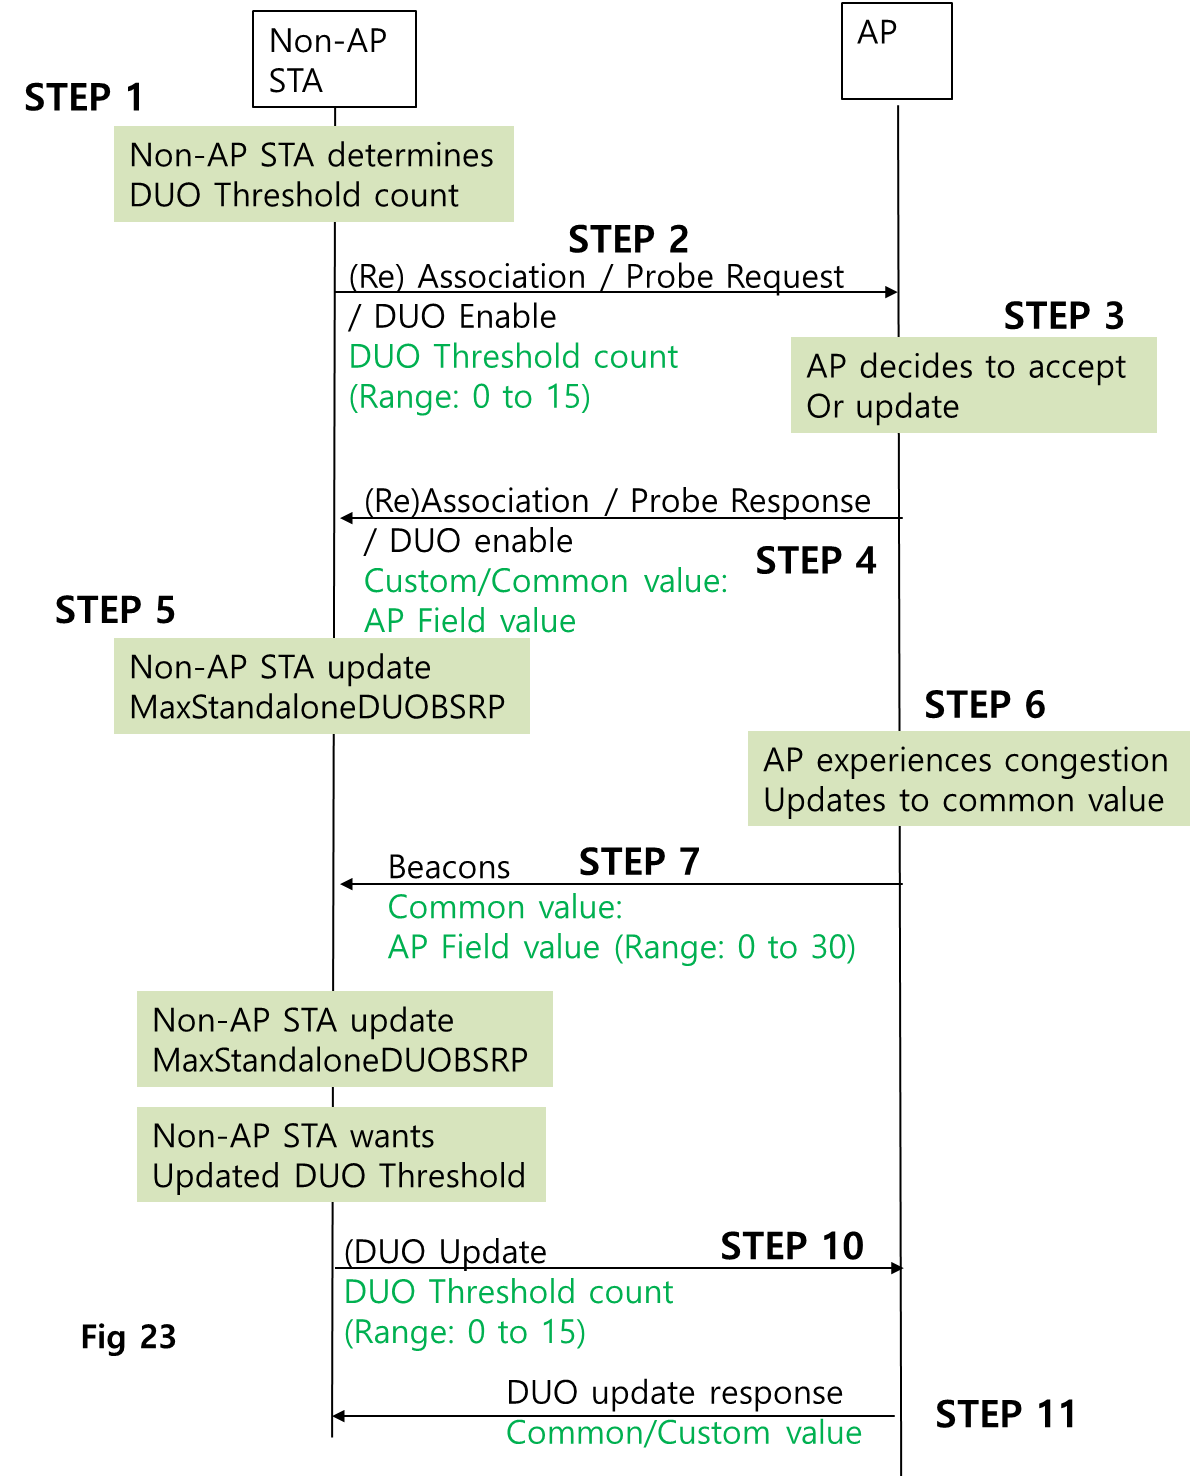 Non-AP
STA
AP
STEP 1
Non-AP STA determines
DUO Threshold count
STEP 2
(Re) Association / Probe Request
/ DUO Enable
DUO Threshold count
(Range: 0 to 15)
STEP 3
AP decides to accept
Or update
(Re)Association / Probe Response
/ DUO enable
Custom/Common value:
AP Field value
STEP 4
STEP 5
Non-AP STA update
MaxStandaloneDUOBSRP
STEP 6
AP experiences congestion
Updates to common value
Beacons
STEP 7
Common value:
AP Field value (Range: 0 to 30)
Non-AP STA update
MaxStandaloneDUOBSRP
Non-AP STA wants
Updated DUO Threshold
(DUO Update
STEP 10
DUO Threshold count
(Range: 0 to 15)
Fig 23
DUO update response
Common/Custom value
STEP 11